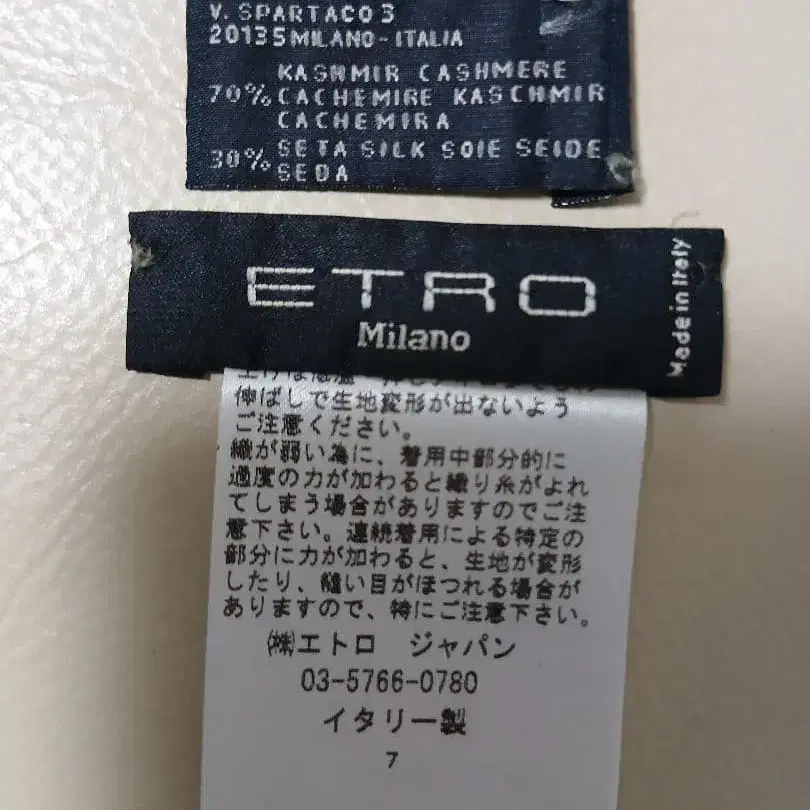 V. SPARTACO 3
20135 MILANO - ITALIA
KASHMIR CASHMERE
70% CACHEMIRE KASCHMIR
CACHEMIRA
30% SETA SILK SOIE SEIDE
SEDA
ETRO
Milano
Made in Italy
伸ばしで生地変形が出ないよう
ご注意ください。
織が弱い為に、着用中部分的に
過度の力が加わると織り糸がよれ
てしまう場合がありますのでご注
意下さい。連続着用による特定の
部分に力が加わると、生地が変形
したり、縫い目がほつれる場合が
ありますので、特にご注意下さい。
㈱エトロ ジャパン
03-5766-0780
イタリー製
7